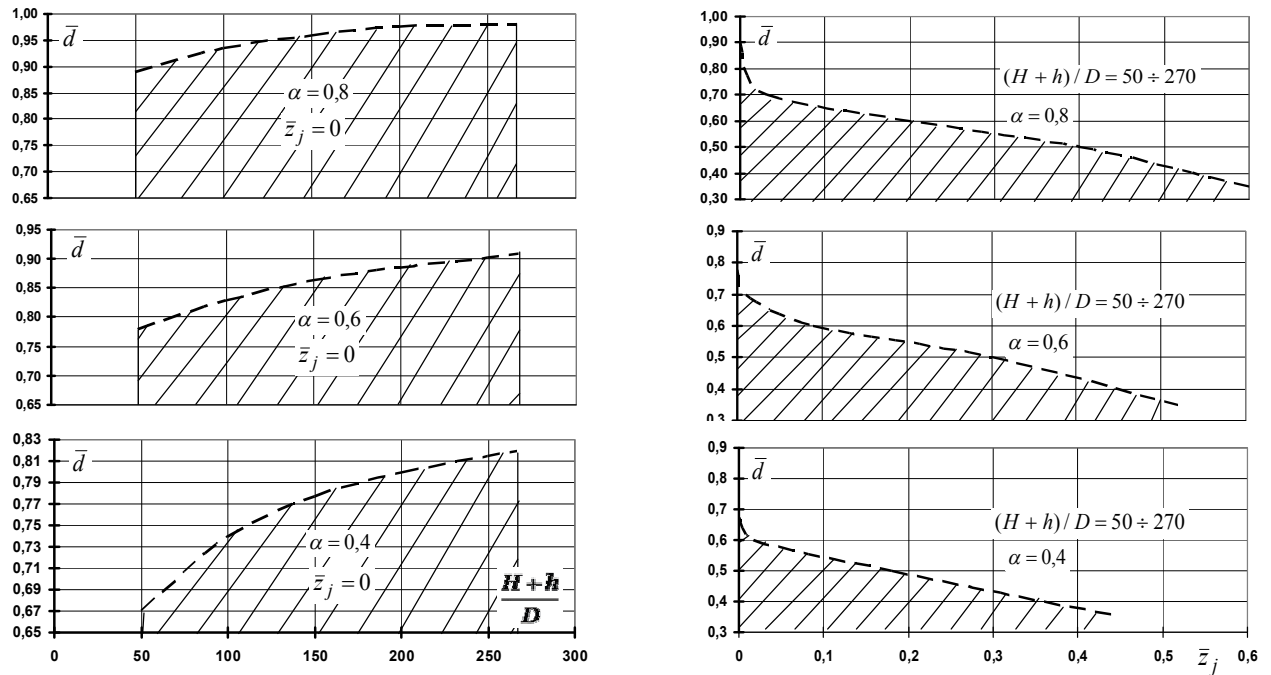 1,00
0,95
0,90
0,85
0,80
0,75
0,70
0,65
d̅
α = 0,8
z̅j = 0
1,00
0,90
0,80
0,70
0,60
0,50
0,40
0,30
d̅
(H + h) / D = 50 ÷ 270
α = 0,8
0,95
0,90
0,85
0,80
0,75
0,70
0,65
d̅
α = 0,6
z̅j = 0
0,9
0,8
0,7
0,6
0,5
0,4
0,3
d̅
(H + h) / D = 50 ÷ 270
α = 0,6
0,83
0,81
0,79
0,77
0,75
0,73
0,71
0,69
0,67
0,65
d̅
α = 0,4
z̅j = 0
H + h
D
0 50 100 150 200 250 300
0,9
0,8
0,7
0,6
0,5
0,4
0,3
d̅
(H + h) / D = 50 ÷ 270
α = 0,4
0 0,1 0,2 0,3 0,4 0,5 0,6
z̅j